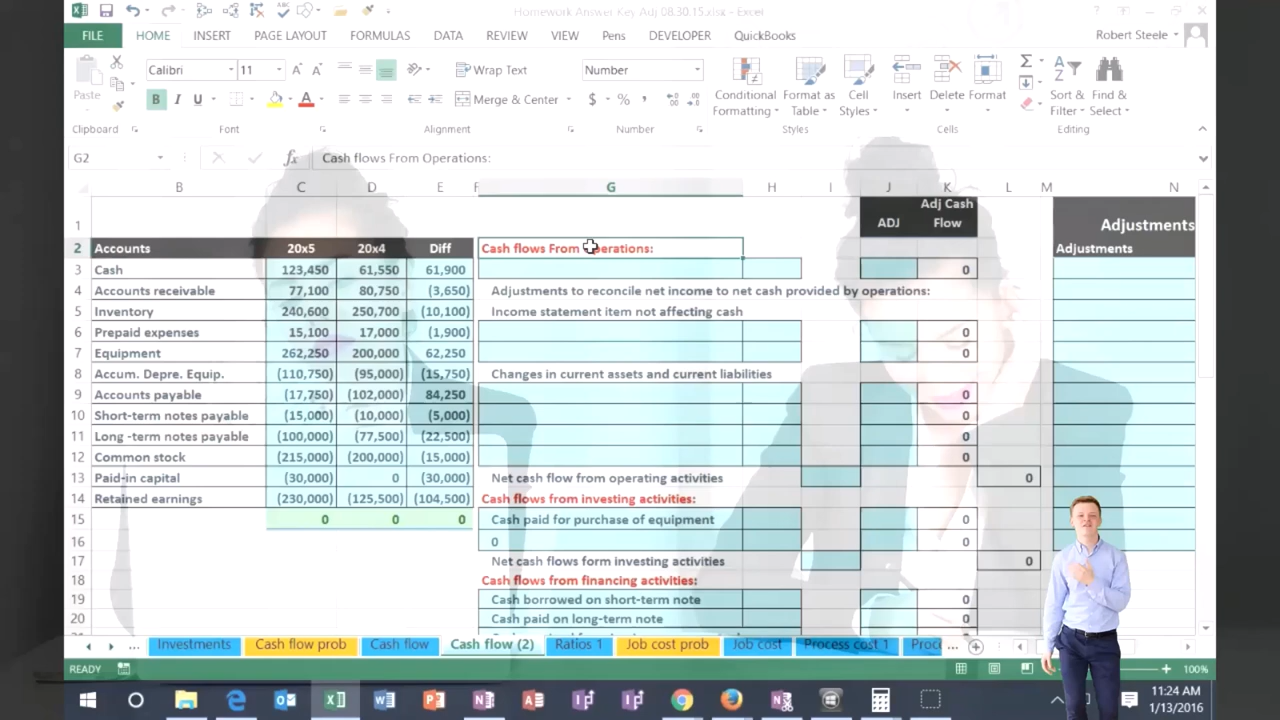 Homework Answer Key Adj 08.30.15.xlsx - Excel
FILE HOME INSERT PAGE LAYOUT FORMULAS DATA REVIEW VIEW Pens DEVELOPER QuickBooks Robert Steele
Paste Calibri 11 Wrap Text Number Conditional Formatting Format as Table Cell Styles Insert Delete Format Sort & Filter Find & Select
B I U Merge & Center $ % ,
Clipboard Font Alignment Number Styles Cells Editing
G2 fx Cash flows From Operations:
B C D E F G H I J K L M N
1 ADJ Adj Cash Flow Adjustments
2 Accounts 20x5 20x4 Diff Cash flows From Operations: Adjustments
3 Cash 123,450 61,550 61,900 0
4 Accounts receivable 77,100 80,750 (3,650) Adjustments to reconcile net income to net cash provided by operations:
5 Inventory 240,600 250,700 (10,100) Income statement item not affecting cash
6 Prepaid expenses 15,100 17,000 (1,900) 0
7 Equipment 262,250 200,000 62,250 0
8 Accum. Depre. Equip. (110,750) (95,000) (15,750) Changes in current assets and current liabilities
9 Accounts payable (17,750) (102,000) 84,250 0
10 Short-term notes payable (15,000) (10,000) (5,000) 0
11 Long -term notes payable (100,000) (77,500) (22,500) 0
12 Common stock (215,000) (200,000) (15,000) 0
13 Paid-in capital (30,000) 0 (30,000) Net cash flow from operating activities 0
14 Retained earnings (230,000) (125,500) (104,500) Cash flows from investing activities:
15 0 0 0 Cash paid for purchase of equipment 0
16 0 0
17 Net cash flows form investing activities 0
18 Cash flows from financing activities:
19 Cash borrowed on short-term note 0
20 Cash paid on long-term note 0
... Investments Cash flow prob Cash flow Cash flow (2) Ratios 1 Job cost prob Job cost Process cost 1 Proc ...
READY 100%
11:24 AM
1/13/2016